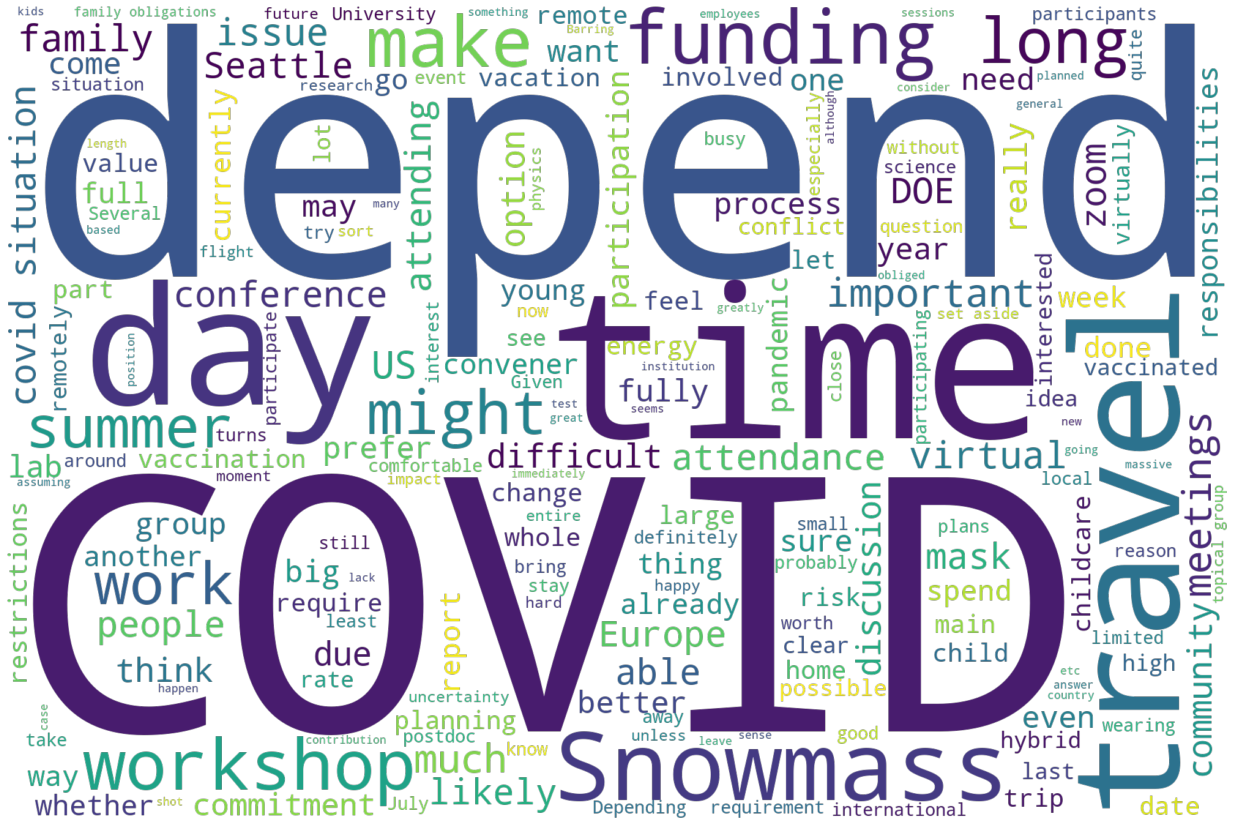 kids
family obligations
future
University
something
remote
employees
sessions
participants
family
issue
make
Barring
want
funding
long
quite
come
Seattle
situation
research
go
event
vacation
involved
one
need
planned
consider
general
depend
length
value
full
Several
based
currently
lot
may
many
try
sort
flight
attending
option
physics
participation
busy
especially
although
without
science
process
DOE
conflict
question
year
let
obliged
really
zoom
virtually
responsibilities
covid situation
part
conference
young
now
feel
greatly
important
set aside
interested
week
day
time
travel
remotely
position
participate
US
interest
convener
see
Given
energy
institution
fully
pandemic
close
participating
done
vaccinated
idea
new
test
great
seems
summer
turns
might
prefer
difficult
attendance
virtual
going
massive
meetings
lab
around
vaccination
comfortable
impact
immediately
local
assuming
moment
COVID
restrictions
group
another
work
people
think
happen
still
big
lack
require
least
due
rate
report
change
entire
whole
bring
stay
hard
large
definitely
thing
happy
already
Europe
able
better
small
sure
probably
risk
worth
clear
home
possible
discussion
plans
mask
spend
main
child
childcare
reason
limited
high
topical group
community
etc
answer
country
case
take
uncertainty
planning
postdoc
away
unless
leave
sense
good
even
wearing
hybrid
way
workshop
contribution
much
know
Snowmass
last
trip
whether
shot
commitment
July
likely
Depending
requirement
international
date